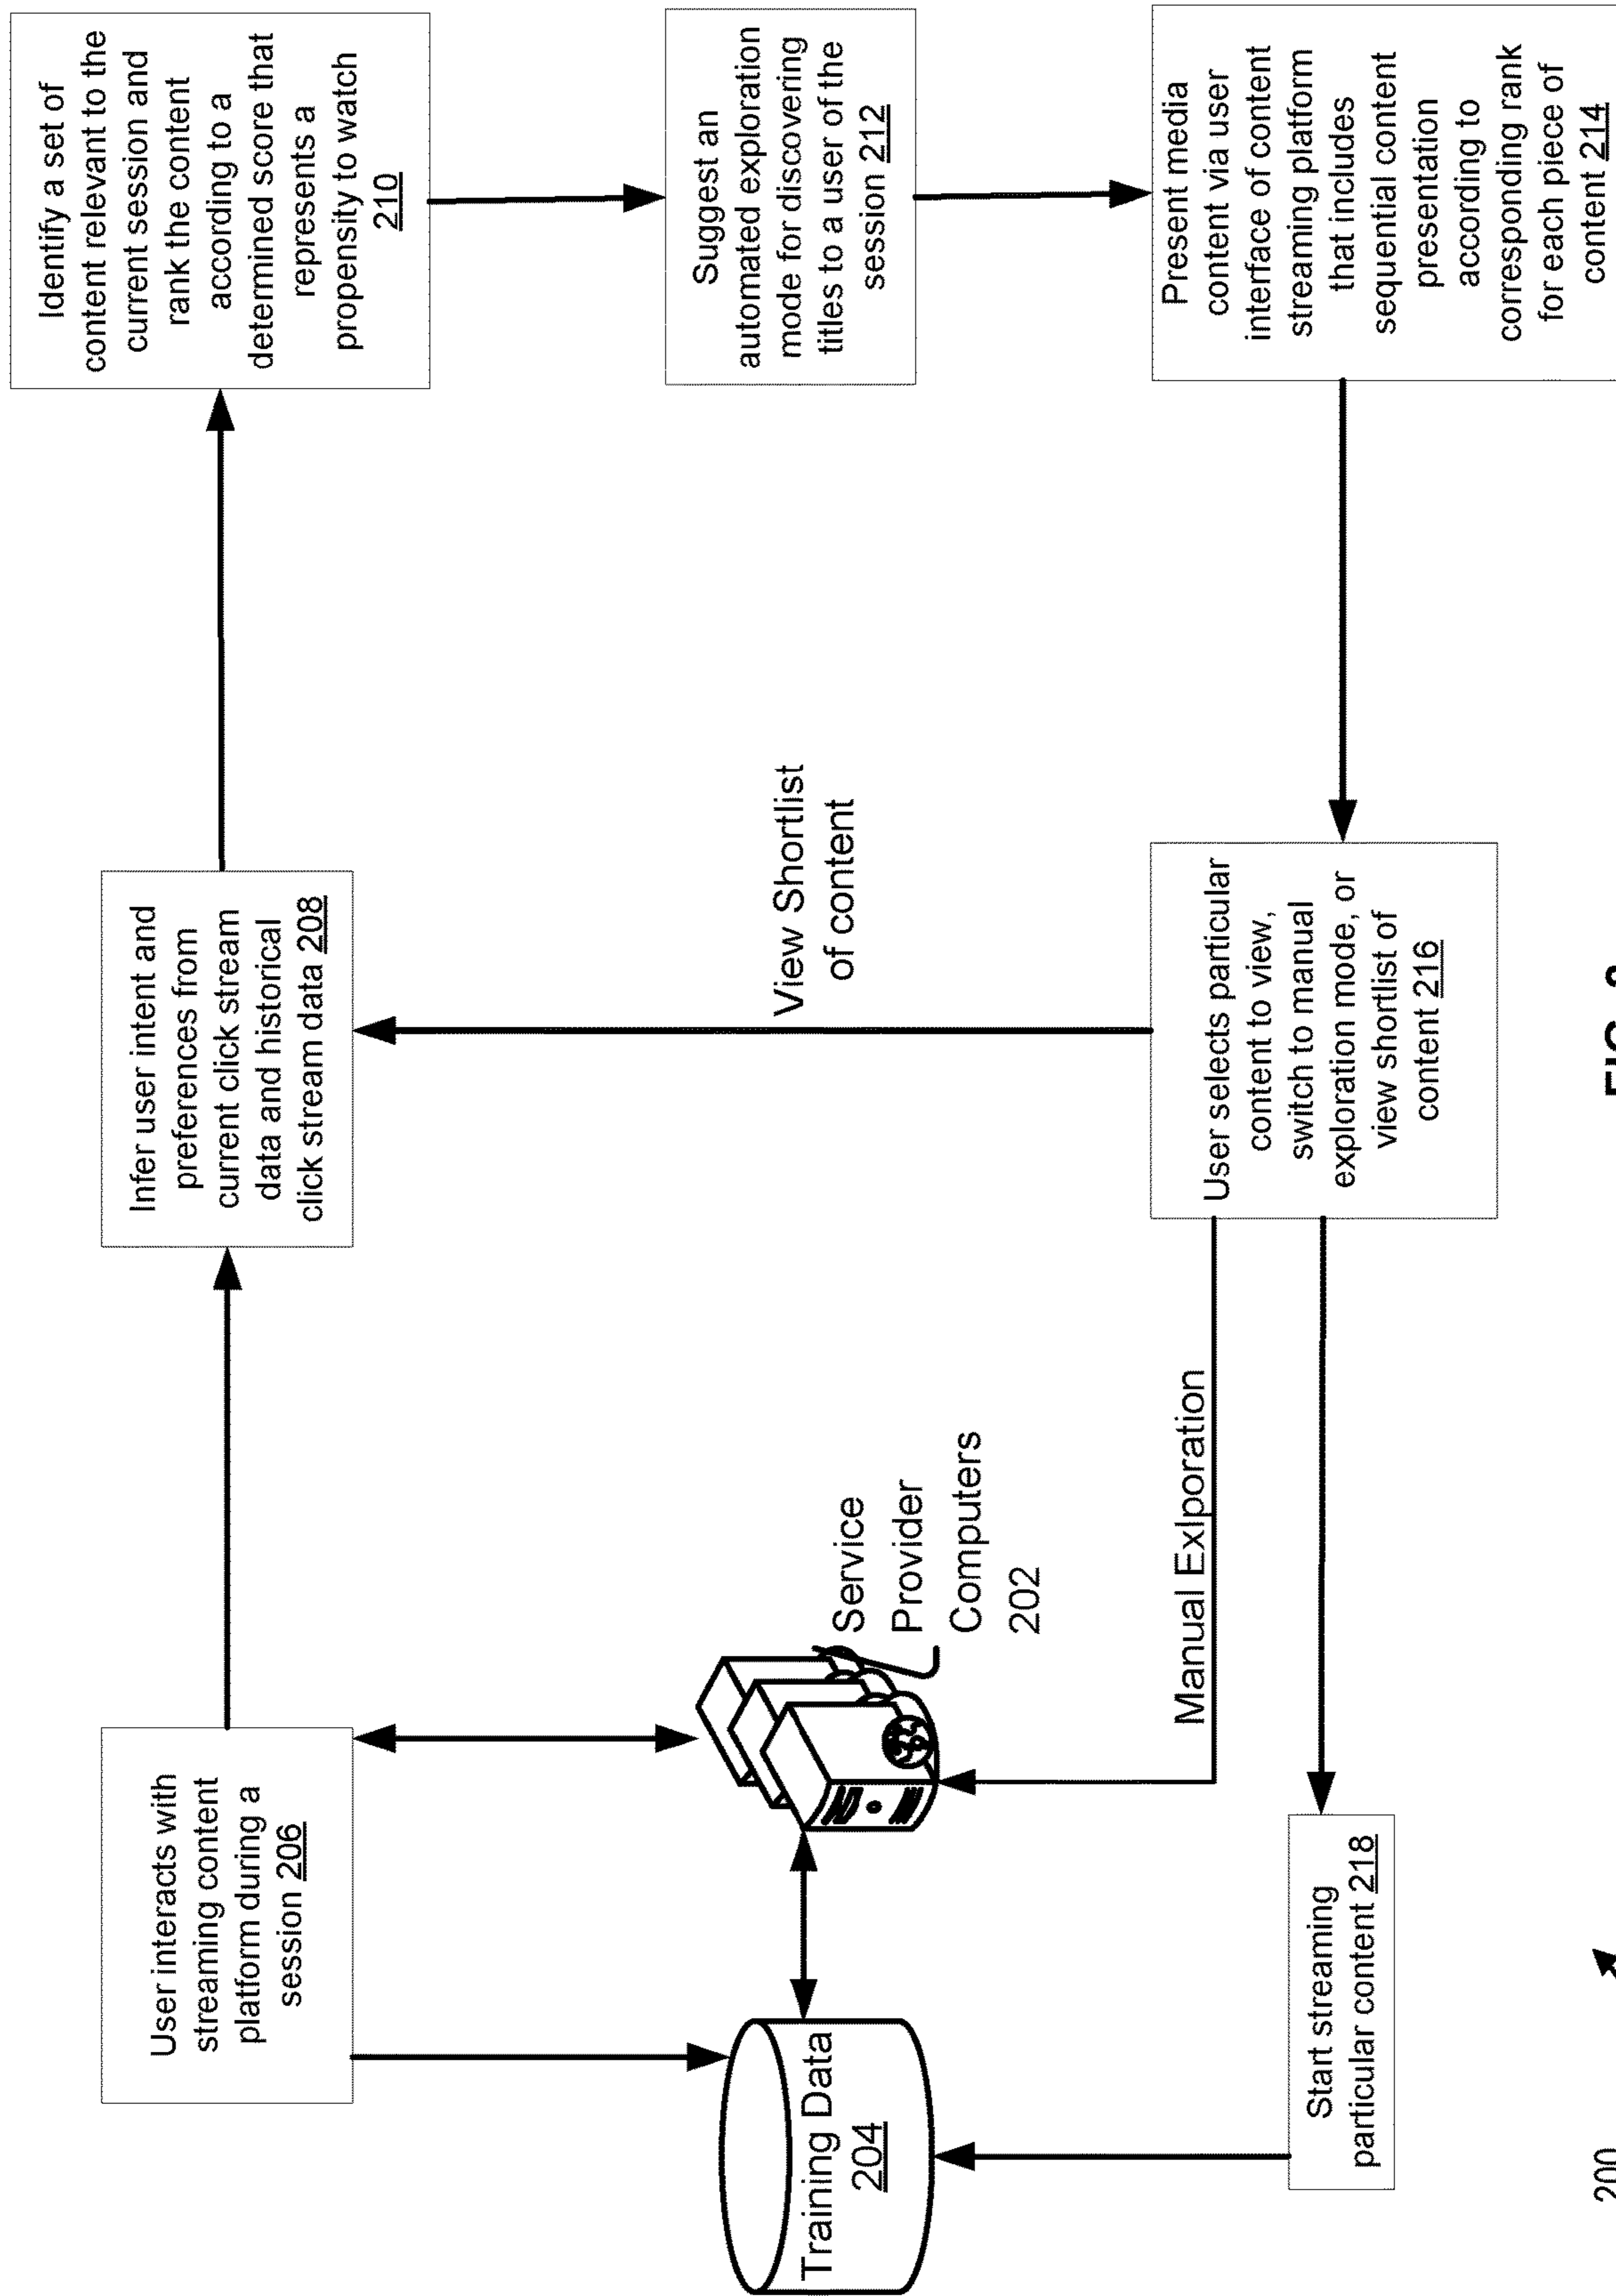 User interacts with
streaming content
platform during a
session 206
Infer user intent and
preferences from
current click stream
data and historical
click stream data 208
Identify a set of
content relevant to the
current session and
rank the content
according to a
determined score that
represents a
propensity to watch
210
Suggest an
automated exploration
mode for discovering
titles to a user of the
session 212
Present media
content via user
interface of content
streaming platform
that includes
sequential content
presentation
according to
corresponding rank
for each piece of
content 214
View Shortlist
of content
User selects particular
content to view,
switch to manual
exploration mode, or
view shortlist of
content 216
Manual Exlporation
Service
Provider
Computers
202
Training Data
204
Start streaming
particular content 218
200